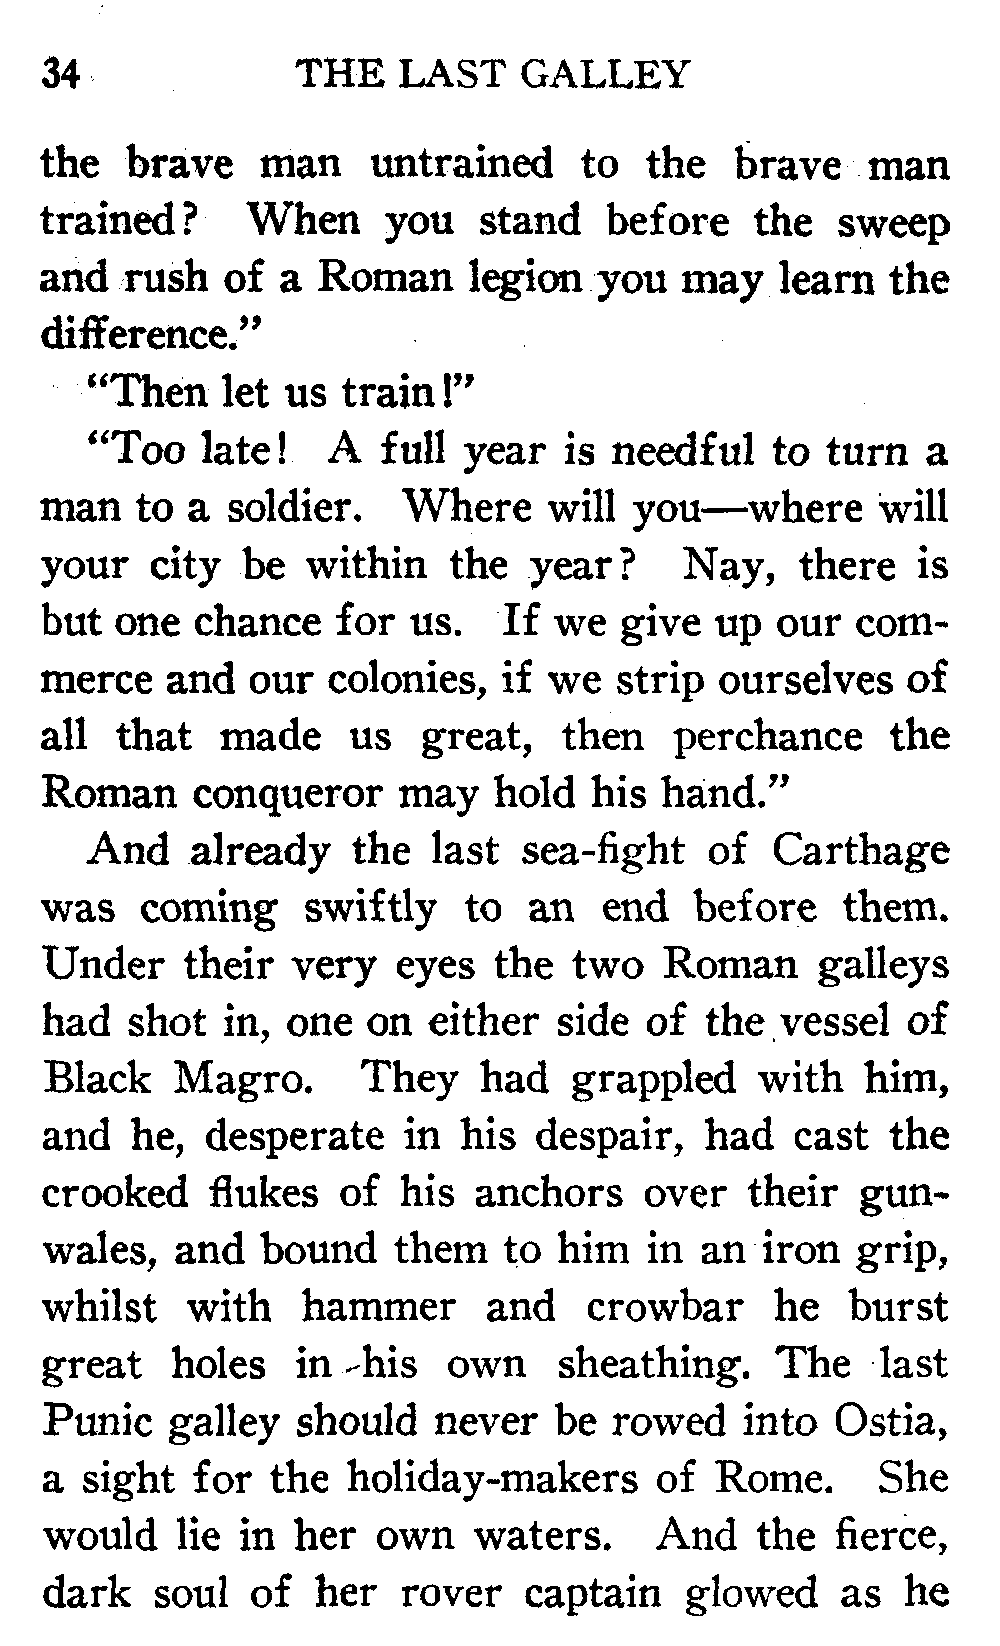 34 THE LAST GALLEY
the brave man untrained to the brave man
trained? When you stand before the sweep
and rush of a Roman legion you may learn the
difference."
"Then let us train!"
"Too late! A full year is needful to turn a
man to a soldier. Where will you—where will
your city be within the year? Nay, there is
but one chance for us. If we give up our com-
merce and our colonies, if we strip ourselves of
all that made us great, then perchance the
Roman conqueror may hold his hand."
And already the last sea-fight of Carthage
was coming swiftly to an end before them.
Under their very eyes the two Roman galleys
had shot in, one on either side of the vessel of
Black Magro. They had grappled with him,
and he, desperate in his despair, had cast the
crooked flukes of his anchors over their gun-
wales, and bound them to him in an iron grip,
whilst with hammer and crowbar he burst
great holes in his own sheathing. The last
Punic galley should never be rowed into Ostia,
a sight for the holiday-makers of Rome. She
would lie in her own waters. And the fierce,
dark soul of her rover captain glowed as he